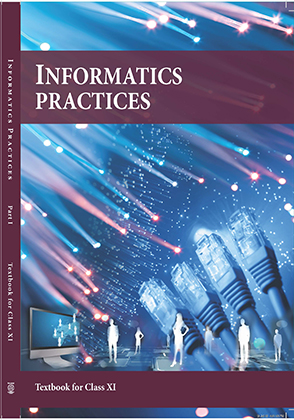 INFORMATICS
PRACTICES
Textbook for Class XI
INFORMATICS PRACTICES
Part I
Textbook for Class XI